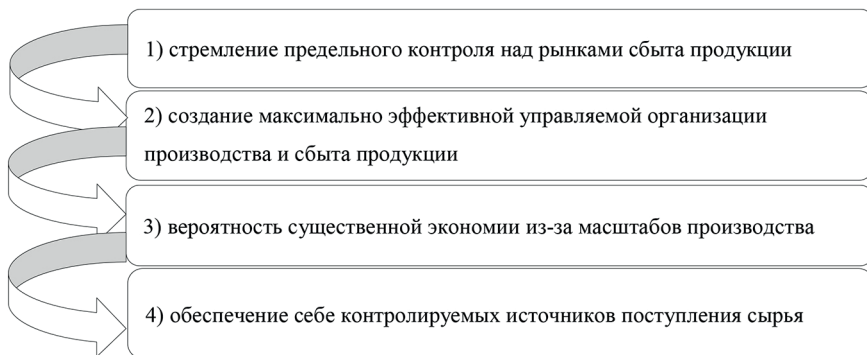 1) стремление предельного контроля над рынками сбыта продукции
2) создание максимально эффективной управляемой организации
производства и сбыта продукции
3) вероятность существенной экономии из-за масштабов производства
4) обеспечение себе контролируемых источников поступления сырья